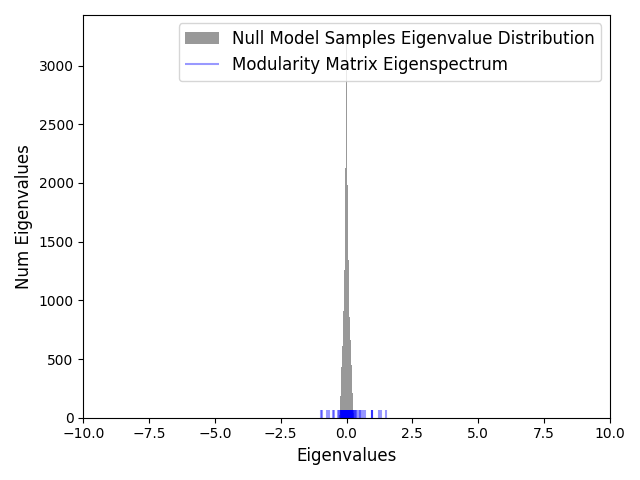 Null Model Samples Eigenvalue Distribution
Modularity Matrix Eigenspectrum
Num Eigenvalues
3000
2500
2000
1500
1000
500
0
−10.0 −7.5 −5.0 −2.5 0.0 2.5 5.0 7.5 10.0
Eigenvalues